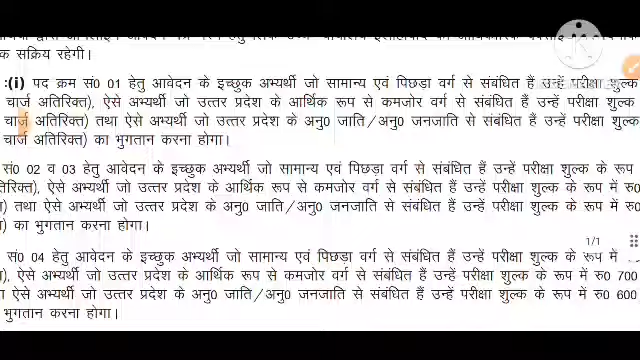 क सक्रिय रहेगी।
:(i) पद क्रम सं0 01 हेतु आवेदन के इच्छुक अभ्यर्थी जो सामान्य एवं पिछड़ा वर्ग से संबंधित हैं उन्हें परीक्षा शुल्क
चार्ज अतिरिक्त), ऐसे अभ्यर्थी जो उत्तर प्रदेश के आर्थिक रूप से कमजोर वर्ग से संबंधित हैं उन्हें परीक्षा शुल्क
चार्ज अतिरिक्त) तथा ऐसे अभ्यर्थी जो उत्तर प्रदेश के अनु0 जाति/अनु0 जनजाति से संबंधित हैं उन्हें परीक्षा शुल्क
चार्ज अतिरिक्त) का भुगतान करना होगा।
सं0 02 व 03 हेतु आवेदन के इच्छुक अभ्यर्थी जो सामान्य एवं पिछड़ा वर्ग से संबंधित हैं उन्हें परीक्षा शुल्क के रूप
तिरिक्त), ऐसे अभ्यर्थी जो उत्तर प्रदेश के आर्थिक रूप से कमजोर वर्ग से संबंधित हैं उन्हें परीक्षा शुल्क के रूप में रु0
) तथा ऐसे अभ्यर्थी जो उत्तर प्रदेश के अनु0 जाति/अनु0 जनजाति से संबंधित हैं उन्हें परीक्षा शुल्क के रूप में रु0
) का भुगतान करना होगा।
1/1
सं0 04 हेतु आवेदन के इच्छुक अभ्यर्थी जो सामान्य एवं पिछड़ा वर्ग से संबंधित हैं उन्हें परीक्षा शुल्क के रूप में
), ऐसे अभ्यर्थी जो उत्तर प्रदेश के आर्थिक रूप से कमजोर वर्ग से संबंधित हैं उन्हें परीक्षा शुल्क के रूप में रु0 700
ऐसे अभ्यर्थी जो उत्तर प्रदेश के अनु0 जाति/अनु0 जनजाति से संबंधित हैं उन्हें परीक्षा शुल्क के रूप में रु0 600
भुगतान करना होगा।